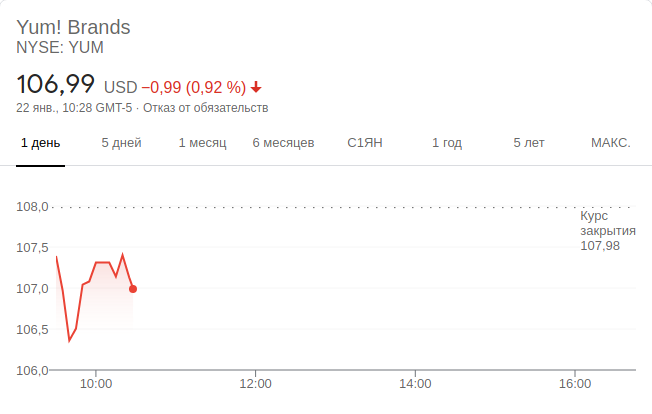 Yum! Brands
NYSE: YUM
106,99 USD −0,99 (0,92 %)
22 янв., 10:28 GMT-5 · Отказ от обязательств
1 день 5 дней 1 месяц 6 месяцев С1ЯН 1 год 5 лет МАКС.
108,0
Курс
закрытия
107,98
107,5
107,0
106,5
106,0
10:00 12:00 14:00 16:00